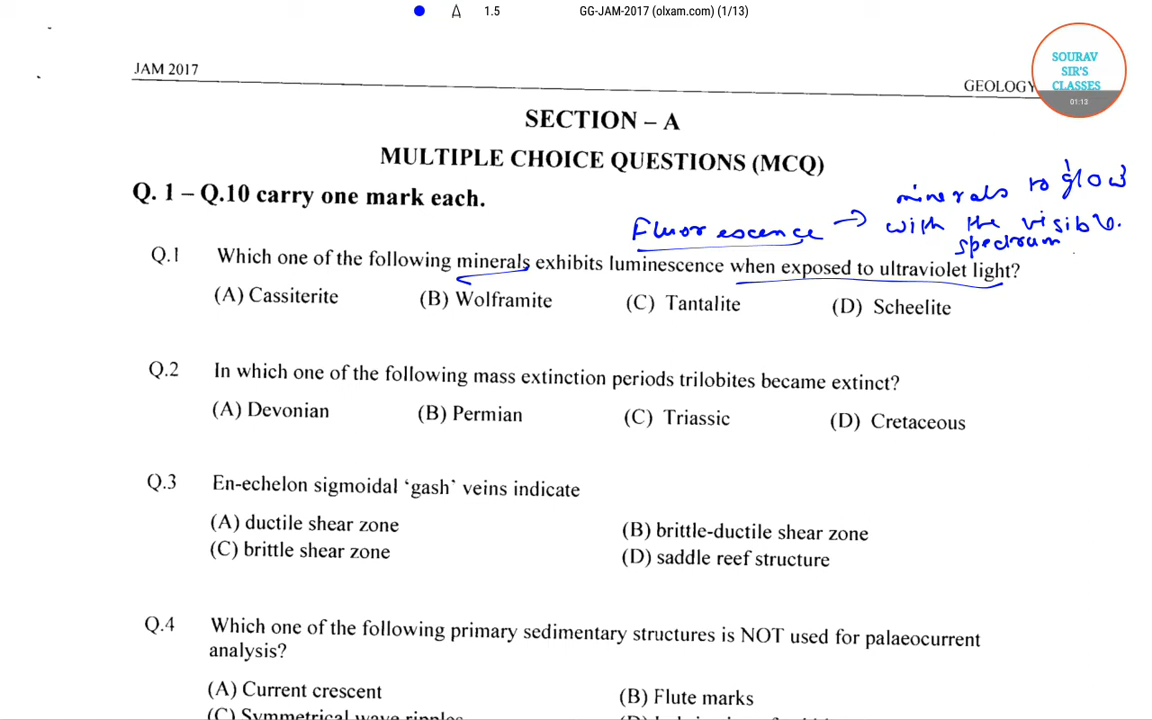 1.5 GG-JAM-2017 (olxam.com) (1/13)
JAM 2017
GEOLOGY
SOURAV
SIR'S
CLASSES
01:13
SECTION – A
MULTIPLE CHOICE QUESTIONS (MCQ)
Q. 1 – Q.10 carry one mark each.
Fluorescence → minerals to glow
with the visible
spectrum
Q.1 Which one of the following minerals exhibits luminescence when exposed to ultraviolet light?
(A) Cassiterite (B) Wolframite (C) Tantalite (D) Scheelite
Q.2 In which one of the following mass extinction periods trilobites became extinct?
(A) Devonian (B) Permian (C) Triassic (D) Cretaceous
Q.3 En-echelon sigmoidal ‘gash’ veins indicate
(A) ductile shear zone (B) brittle-ductile shear zone
(C) brittle shear zone (D) saddle reef structure
Q.4 Which one of the following primary sedimentary structures is NOT used for palaeocurrent
analysis?
(A) Current crescent (B) Flute marks
(C) Symmetrical wave ripples